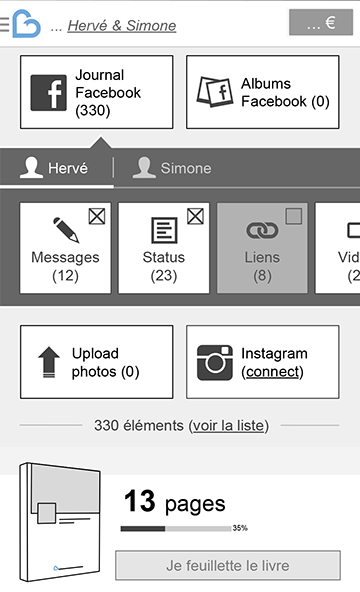 ... Hervé & Simone
... €
Journal
Facebook
(330)
Albums
Facebook (0)
Hervé
Simone
Messages
(12)
Status
(23)
Liens
(8)
Vid
(2
Upload
photos (0)
Instagram
(connect)
330 éléments (voir la liste)
13 pages
35%
Je feuillette le livre